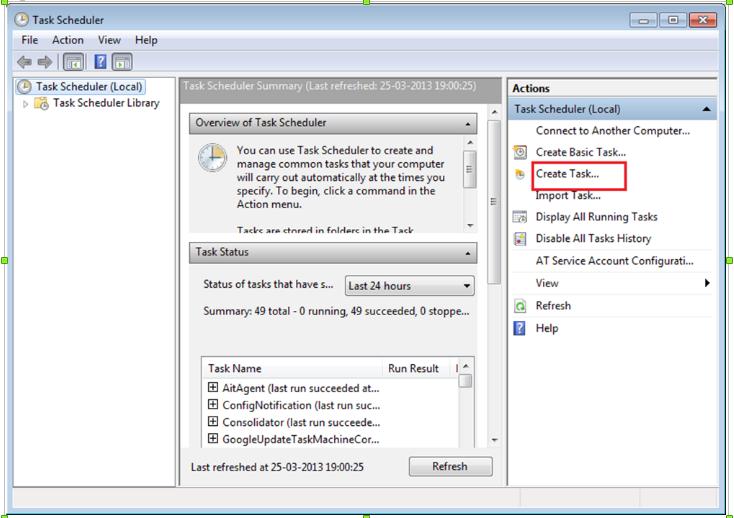 Task Scheduler
File Action View Help
Task Scheduler (Local)
Task Scheduler Library
Task Scheduler Summary (Last refreshed: 25-03-2013 19:00:25)
Overview of Task Scheduler
You can use Task Scheduler to create and
manage common tasks that your computer
will carry out automatically at the times you
specify. To begin, click a command in the
Action menu.
Tasks are stored in folders in the Task
Task Status
Status of tasks that have s... Last 24 hours
Summary: 49 total - 0 running, 49 succeeded, 0 stoppe...
Task Name Run Result
AitAgent (last run succeeded at...
ConfigNotification (last run suc...
Consolidator (last run succeede...
GoogleUpdateTaskMachineCor...
Last refreshed at 25-03-2013 19:00:25 Refresh
Actions
Task Scheduler (Local)
Connect to Another Computer...
Create Basic Task...
Create Task...
Import Task...
Display All Running Tasks
Disable All Tasks History
AT Service Account Configurati...
View
Refresh
Help